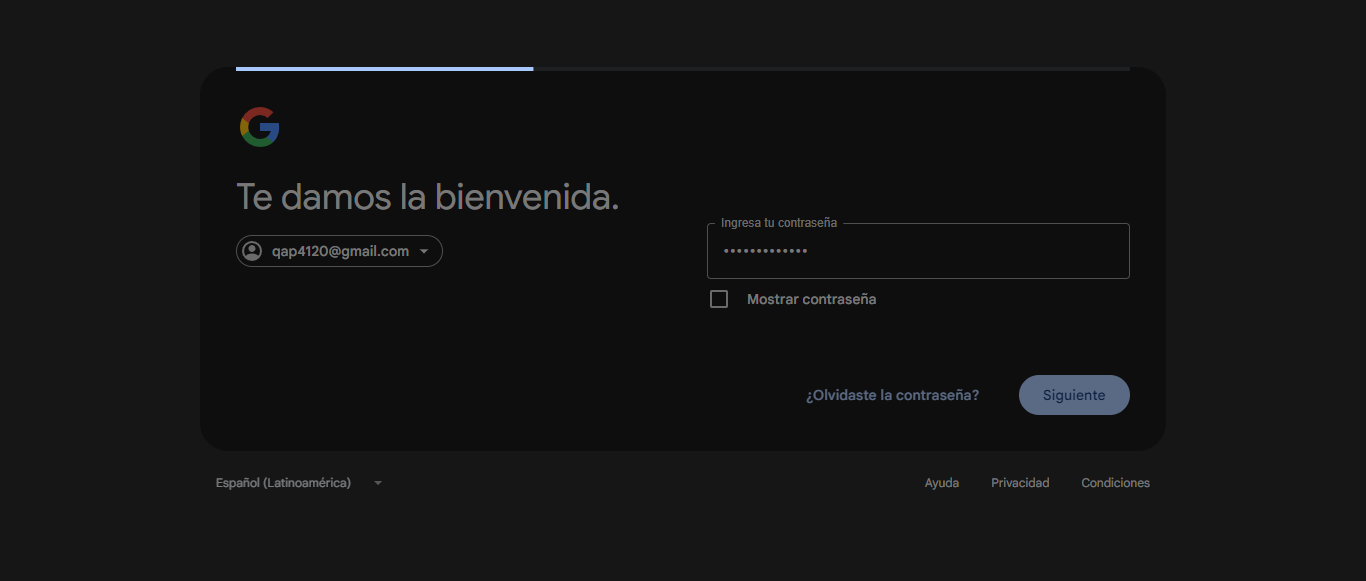 Te damos la bienvenida.
qap4120@gmail.com
Ingresa tu contraseña
•••••••••••••
Mostrar contraseña
¿Olvidaste la contraseña?
Siguiente
Español (Latinoamérica)
Ayuda
Privacidad
Condiciones